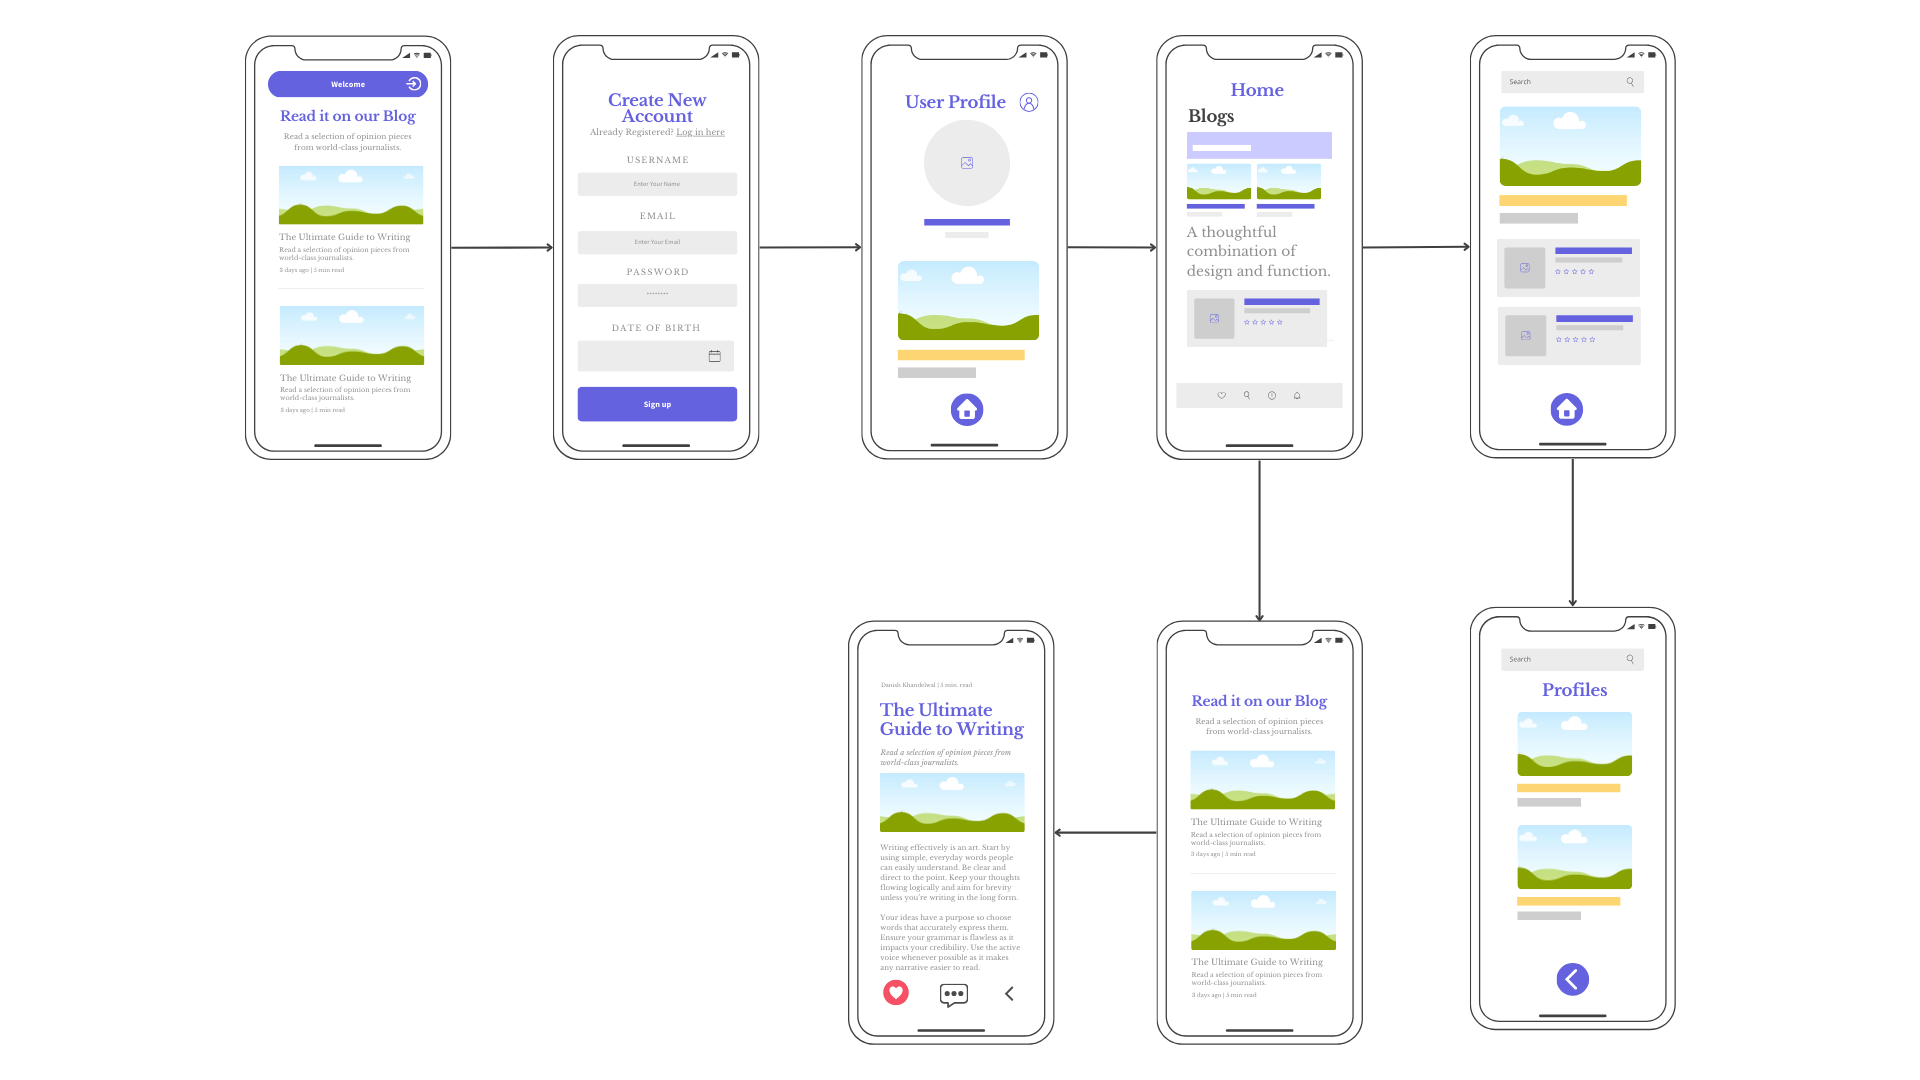 Welcome
Read it on our Blog
Read a selection of opinion pieces
from world-class journalists.
The Ultimate Guide to Writing
Read a selection of opinion pieces from
world-class journalists.
3 days ago | 5 min read
The Ultimate Guide to Writing
Read a selection of opinion pieces from
world-class journalists.
3 days ago | 5 min read
Create New
Account
Already Registered? Log in here
USERNAME
Enter Your Name
EMAIL
Enter Your Email
PASSWORD
********
DATE OF BIRTH
Sign up
User Profile
Home
Blogs
A thoughtful
combination of
design and function.
Search
Danish Khandelwal | 5 min. read
The Ultimate
Guide to Writing
Read a selection of opinion pieces from
world-class journalists.
Writing effectively is an art. Start by
using simple, everyday words people
can easily understand. Be clear and
direct to the point. Keep your thoughts
flowing logically and aim for brevity
unless you're writing in the long form.
Your ideas have a purpose so choose
words that accurately express them.
Ensure your grammar is flawless as it
impacts your credibility. Use the active
voice whenever possible as it makes
any narrative easier to read.
Read it on our Blog
Read a selection of opinion pieces
from world-class journalists.
The Ultimate Guide to Writing
Read a selection of opinion pieces from
world-class journalists.
3 days ago | 5 min read
The Ultimate Guide to Writing
Read a selection of opinion pieces from
world-class journalists.
3 days ago | 5 min read
Search
Profiles